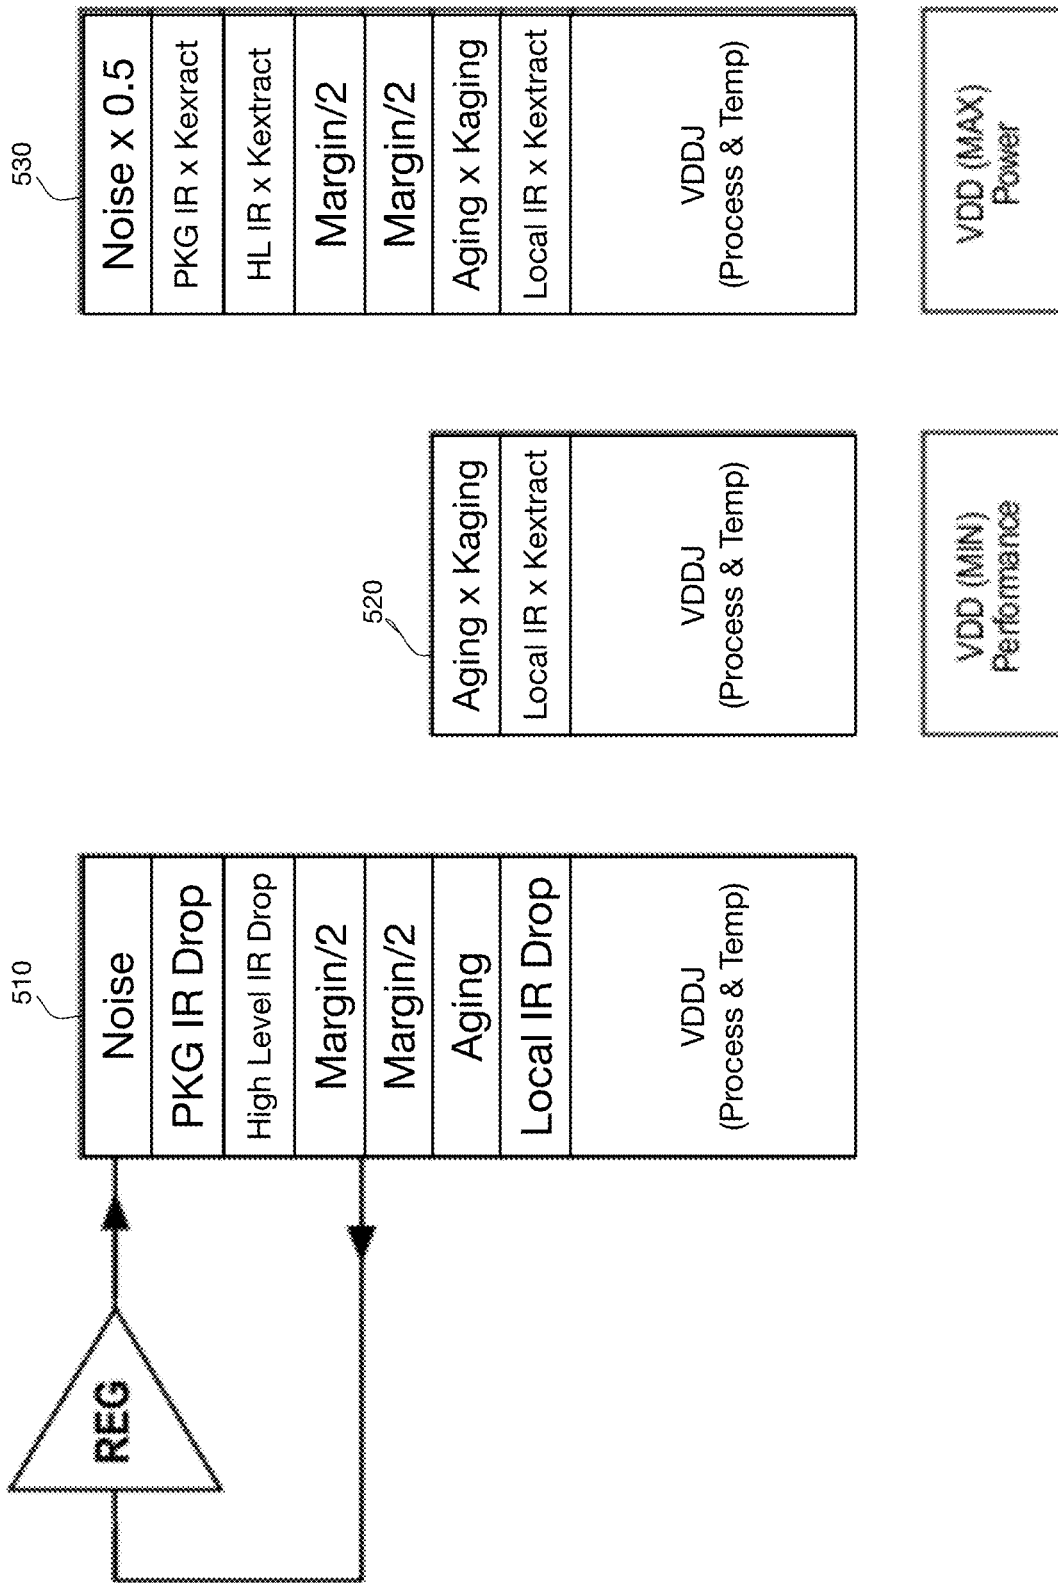 REG
510
Noise
PKG IR Drop
High Level IR Drop
Margin/2
Margin/2
Aging
Local IR Drop
VDDJ
(Process & Temp)
520
Aging x Kaging
Local IR x Kextract
VDDJ
(Process & Temp)
VDD (MIN)
Performance
530
Noise x 0.5
PKG IR x Kexract
HL IR x Kextract
Margin/2
Margin/2
Aging x Kaging
Local IR x Kextract
VDDJ
(Process & Temp)
VDD (MAX)
Power